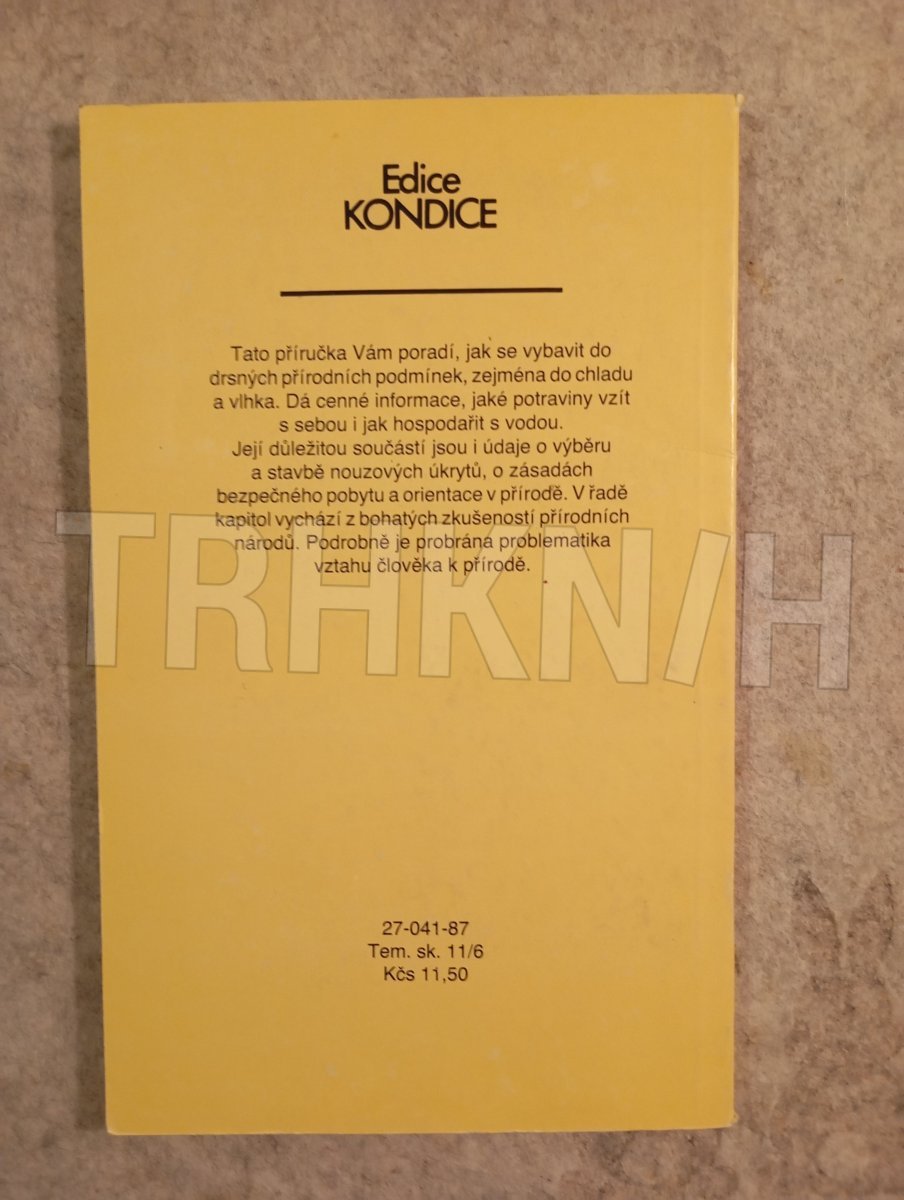 Edice
KONDICE
Tato příručka Vám poradí, jak se vybavit do
drsných přírodních podmínek, zejména do chladu
a vlhka. Dá cenné informace, jaké potraviny vzít
s sebou i jak hospodařit s vodou.
Její důležitou součástí jsou i údaje o výběru
a stavbě nouzových úkrytů, o zásadách
bezpečného pobytu a orientace v přírodě. V řadě
kapitol vychází z bohatých zkušeností přírodních
národů. Podrobně je probrána problematika
vztahu člověka k přírodě.
TRHKNIH
27-041-87
Tem. sk. 11/6
Kčs 11,50